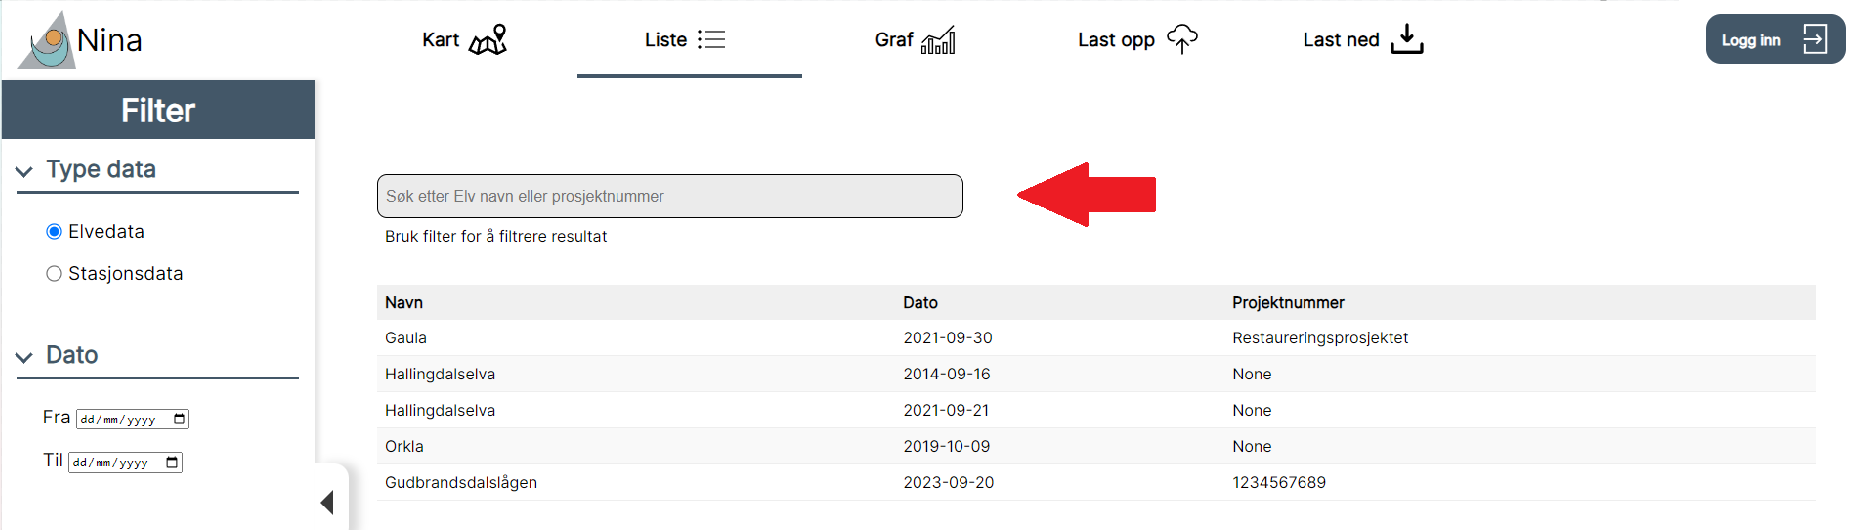 Nina
Kart
Liste
Graf
Last opp
Last ned
Logg inn
Filter
Type data
Elvedata
Stasjonsdata
Dato
Fra dd/mm/yyyy
Til dd/mm/yyyy
Søk etter Elv navn eller prosjektnummer
Bruk filter for å filtrere resultat
Navn Dato Projektnummer
Gaula 2021-09-30 Restaureringsprosjektet
Hallingdalselva 2014-09-16 None
Hallingdalselva 2021-09-21 None
Orkla 2019-10-09 None
Gudbrandsdalslågen 2023-09-20 1234567689